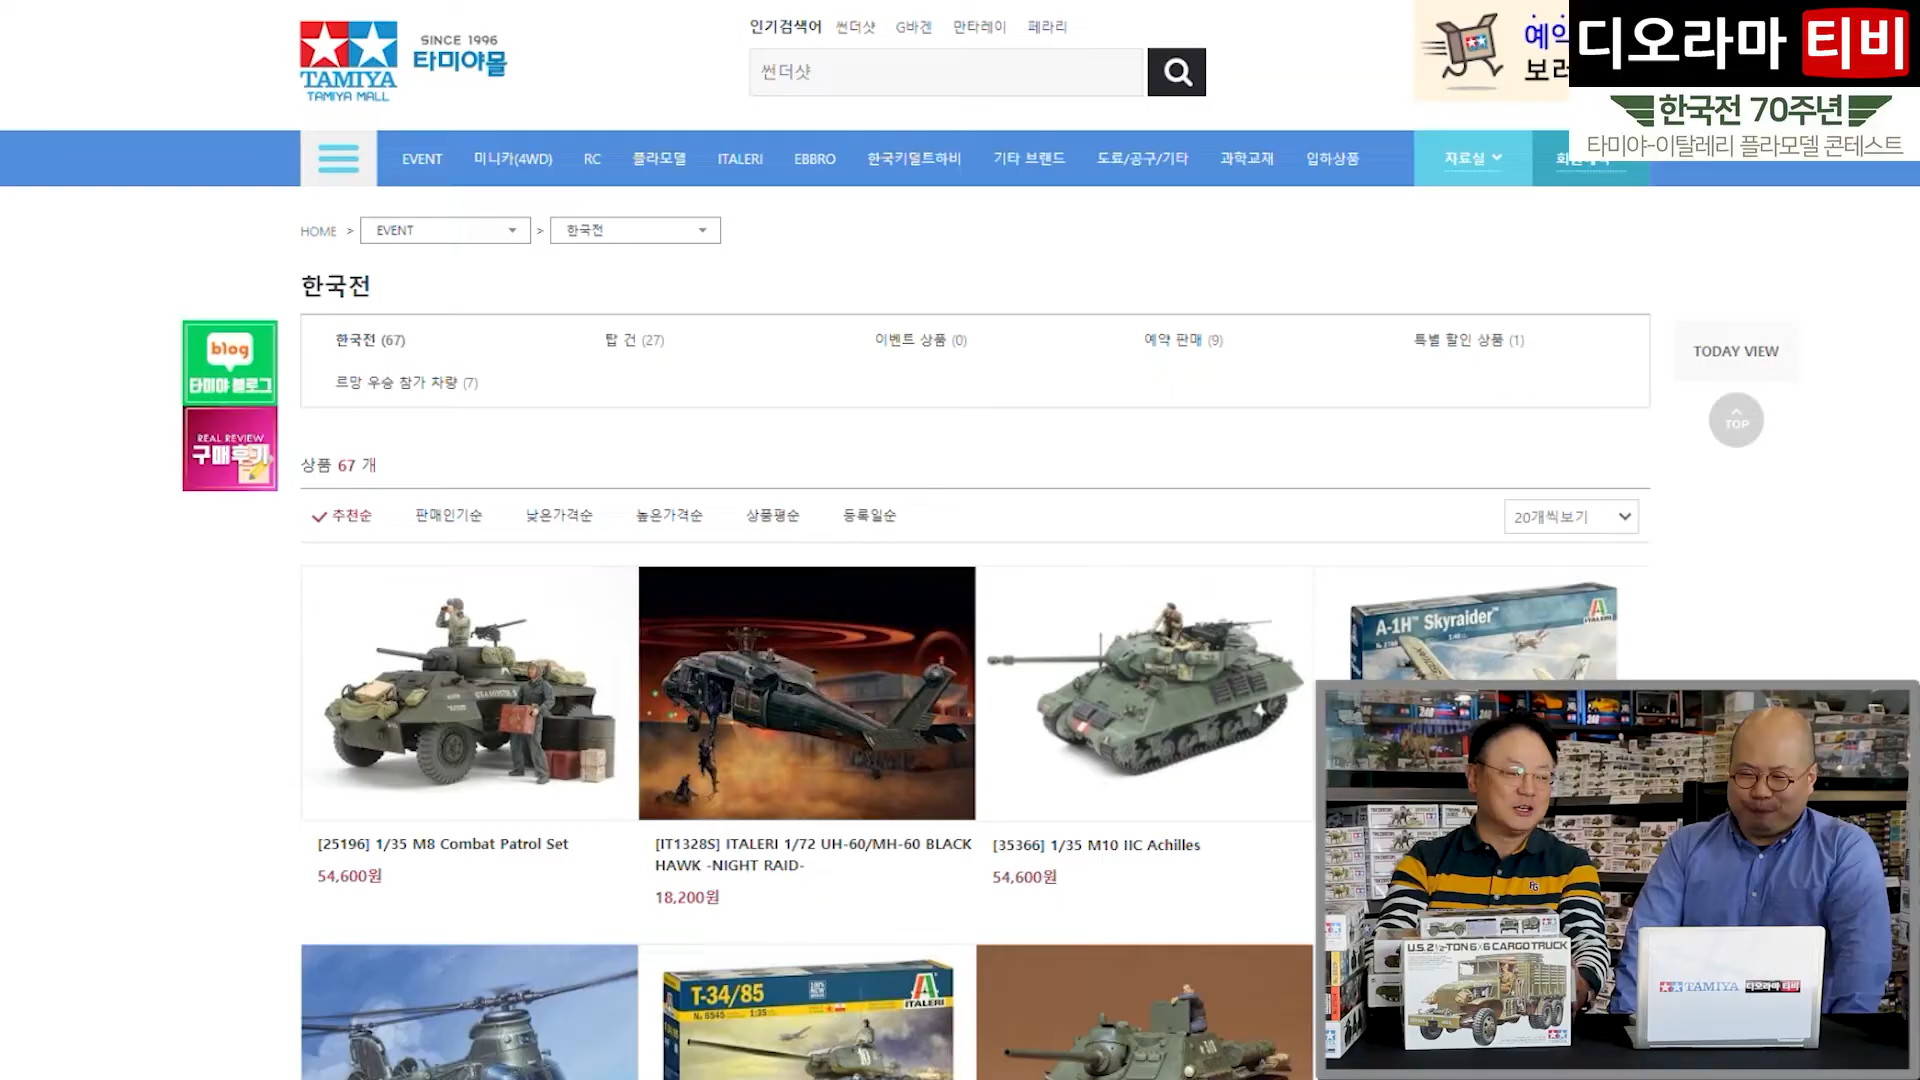 TAMIYA
TAMIYA MALL
SINCE 1996
타미야몰
인기검색어 썬더샷 G바겐 만타레이 페라리
썬더샷
디오라마 티비
한국전 70주년
타미야-이탈레리 플라모델 콘테스트
EVENT 미니카(4WD) RC 플라모델 ITALERI EBBRO 한국키덜트하비 기타 브랜드 도료/공구/기타 과학교재 입하상품 자료실
HOME > EVENT > 한국전
한국전
한국전 (67) 탑 건 (27) 이벤트 상품 (0) 예약 판매 (9) 특별 할인 상품 (1)
르망 우승 참가 차량 (7)
blog
타미야 블로그
REAL REVIEW
구매후기
TODAY VIEW
TOP
상품 67 개
추천순 판매인기순 낮은가격순 높은가격순 상품평순 등록일순 20개씩보기
A-1H™ Skyraider™
ITALERI
[25196] 1/35 M8 Combat Patrol Set
54,600원
[IT1328S] ITALERI 1/72 UH-60/MH-60 BLACK HAWK -NIGHT RAID-
18,200원
[35366] 1/35 M10 IIC Achilles
54,600원
T-34/85
No 6545 1:35
ITALERI
U.S. 2½-TON 6×6 CARGO TRUCK
TAMIYA 디오라마 티비